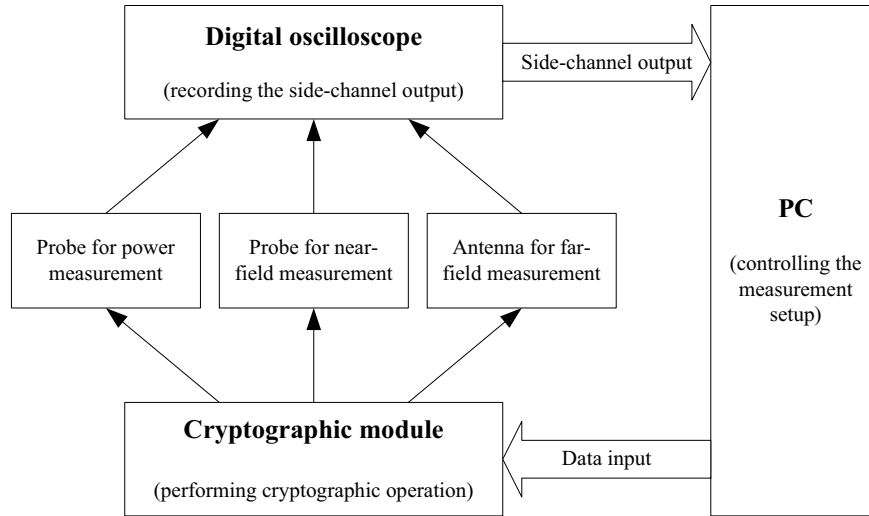 Digital oscilloscope
(recording the side-channel output)
Side-channel output
Probe for power
measurement
Probe for near-
field measurement
Antenna for far-
field measurement
PC
(controlling the
measurement
setup)
Cryptographic module
(performing cryptographic operation)
Data input